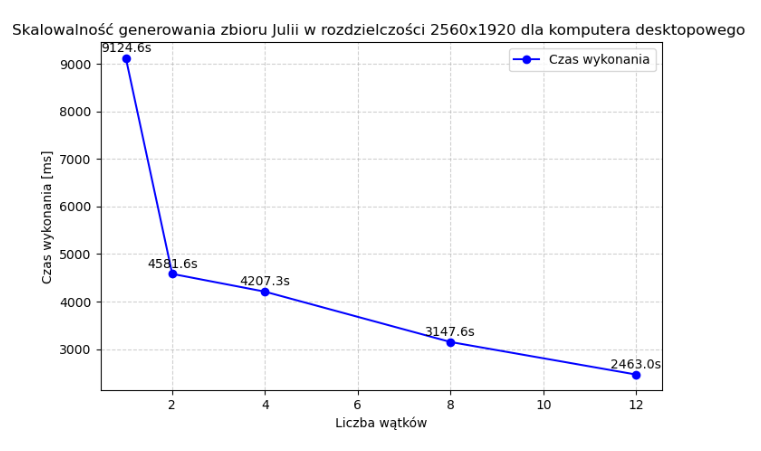 Skalowalność generowania zbioru Julii w rozdzielczości 2560x1920 dla komputera desktopowego
9124.6s
Czas wykonania
9000
8000
7000
6000
5000
4000
3000
Czas wykonania [ms]
4581.6s
4207.3s
3147.6s
2463.0s
2 4 6 8 10 12
Liczba wątków